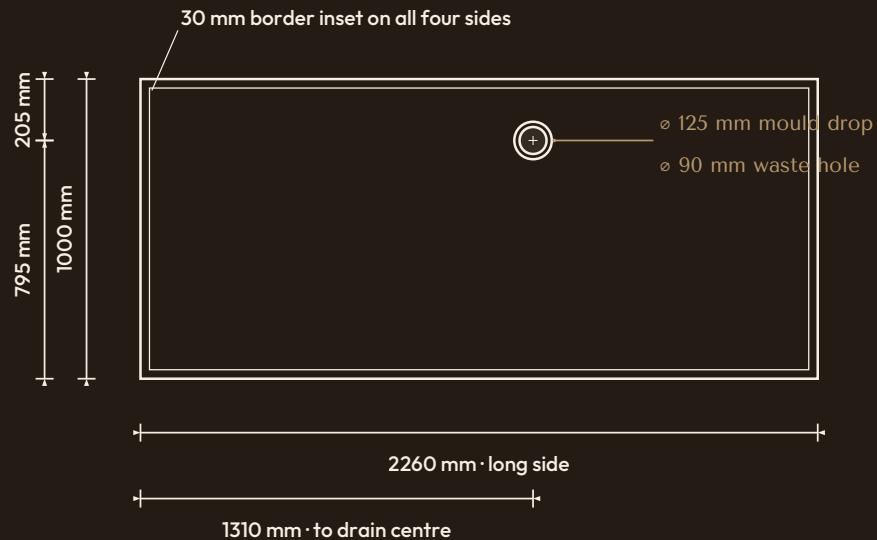 30 mm border inset on all four sides
205 mm
⌀ 125 mm mould drop
⌀ 90 mm waste hole
795 mm
1000 mm
2260 mm · long side
1310 mm · to drain centre